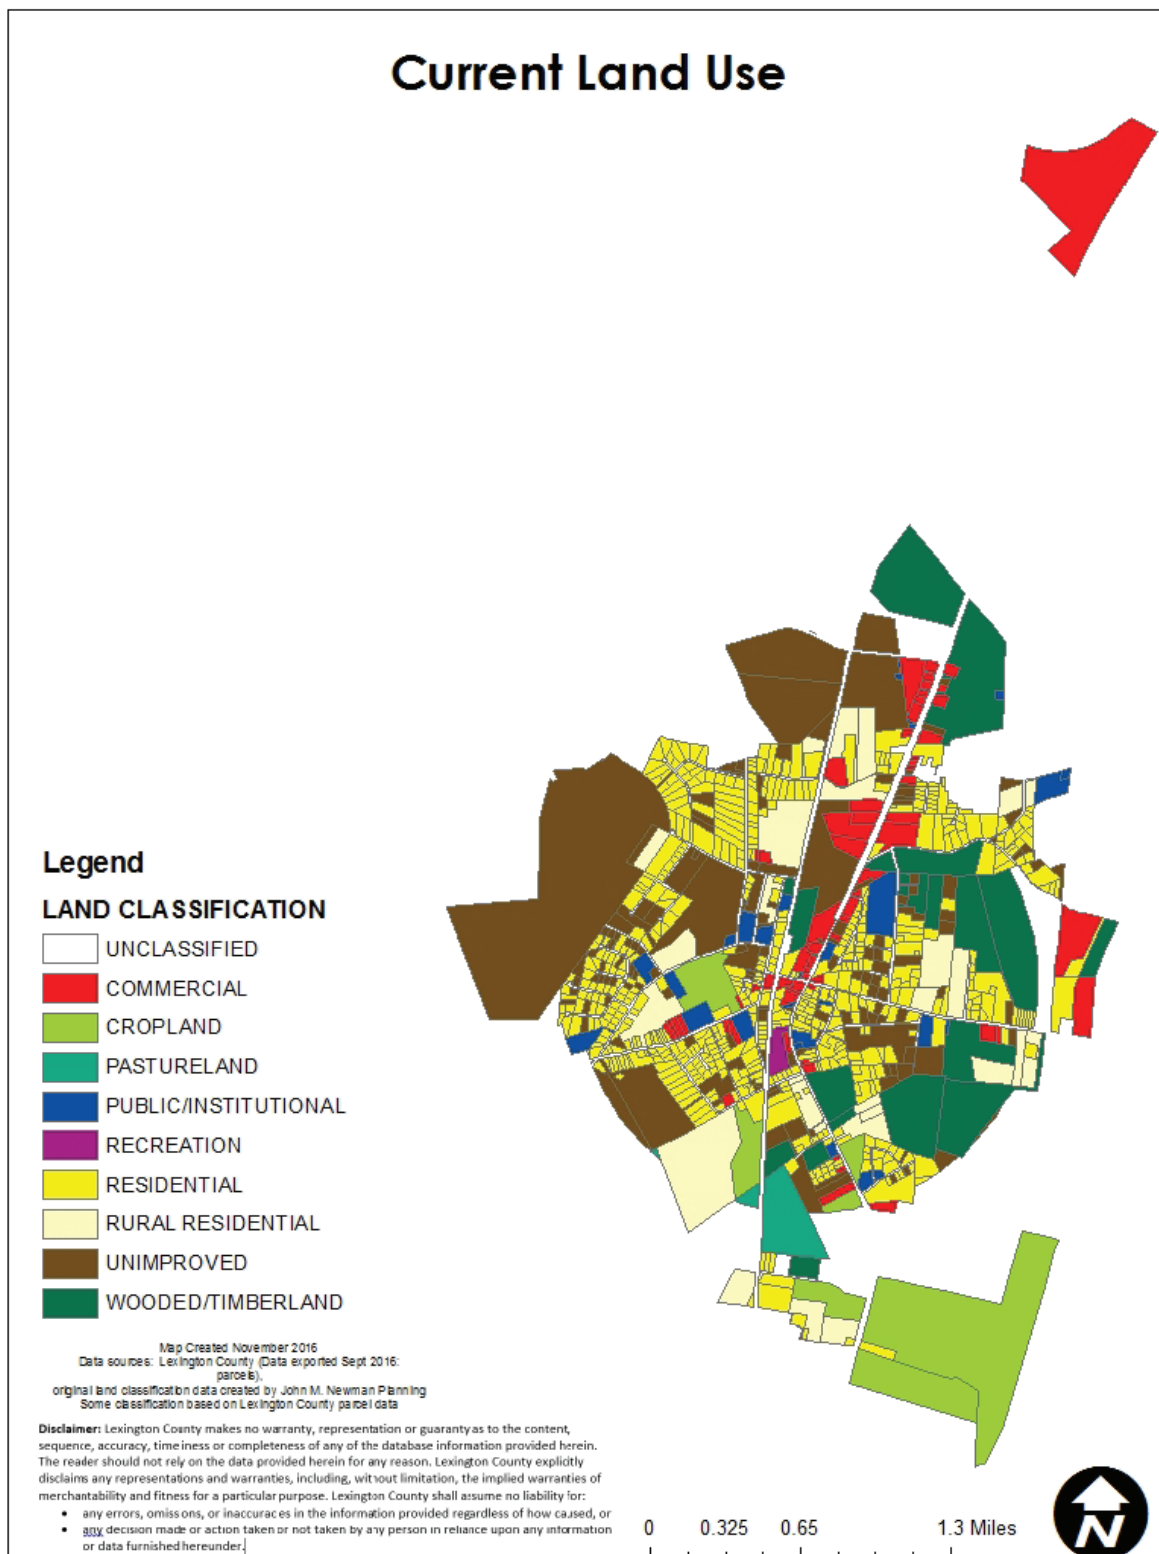 Current Land Use
Legend
LAND CLASSIFICATION
UNCLASSIFIED
COMMERCIAL
CROPLAND
PASTURELAND
PUBLIC/INSTITUTIONAL
RECREATION
RESIDENTIAL
RURAL RESIDENTIAL
UNIMPROVED
WOODED/TIMBERLAND
Map Created November 2016
Data sources: Lexington County (Data exported Sept 2016:
parcels),
original land classification data created by John M. Newman Planning
Some classification based on Lexington County parcel data
Disclaimer: Lexington County makes no warranty, representation or guaranty as to the content,
sequence, accuracy, timeliness or completeness of any of the database information provided herein.
The reader should not rely on the data provided herein for any reason. Lexington County explicitly
disclaims any representations and warranties, including, without limitation, the implied warranties of
merchantability and fitness for a particular purpose. Lexington County shall assume no liability for:
• any errors, omissons, or inaccuracies in the information provided regardless of how caused, or
• any decision made or action taken or not taken by any person in reliance upon any information
or data furnished hereunder.
0 0.325 0.65 1.3 Miles
N